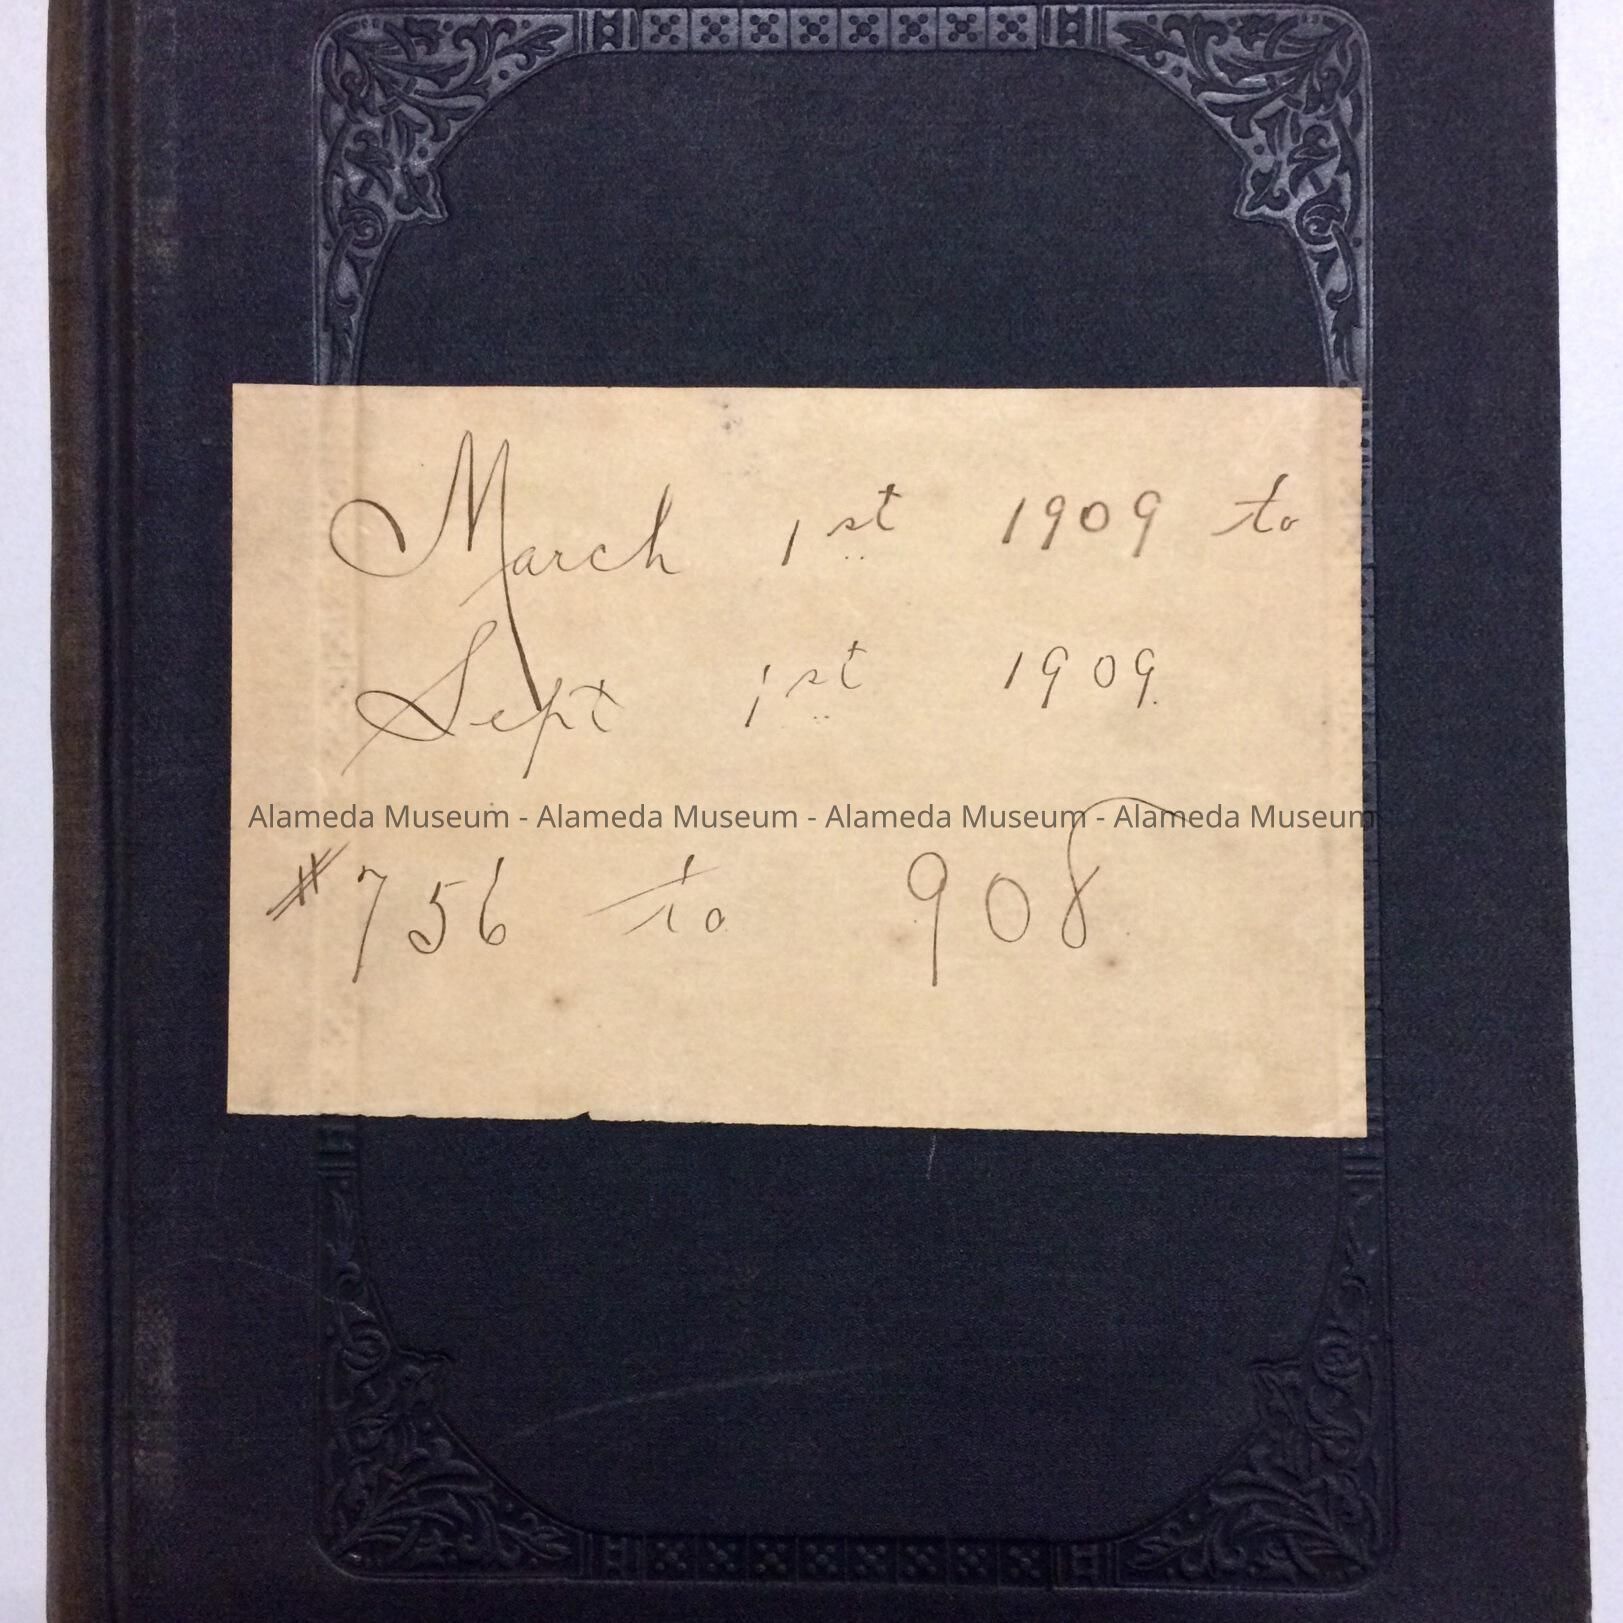 March 1st 1909 to
Sept 1st 1909.
Alameda Museum - Alameda Museum - Alameda Museum - Alameda Museum
#756 to 908